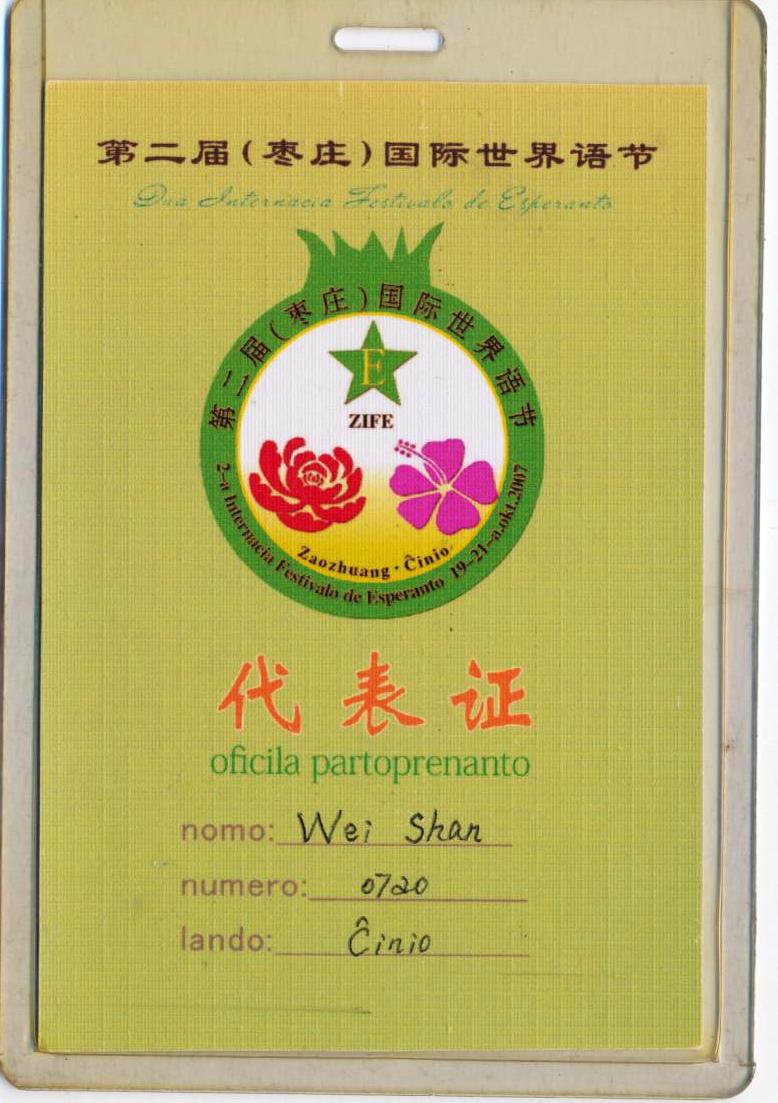 第二届(枣庄)国际世界语节
Dua Internacia Festivalo de Esperanto
第二届(枣庄)国际世界语节
E
ZIFE
Zaozhuang·Ĉinio
2-a Internacia Festivalo de Esperanto 19-21-a.okt.2007
代表证
oficila partoprenanto
nomo: Wei Shan
numero: 0720
lando: Ĉinio